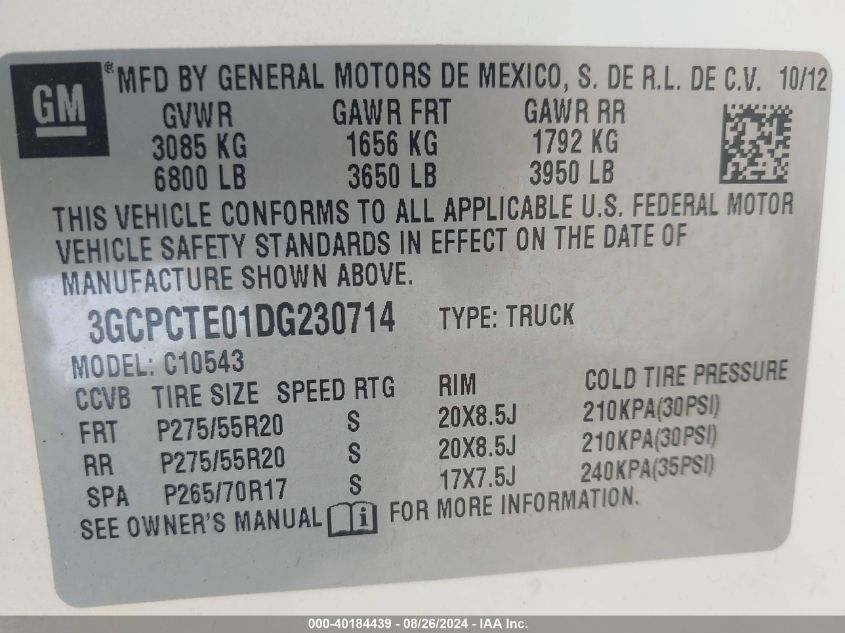 GM® MFD BY GENERAL MOTORS DE MEXICO, S. DE R.L. DE C.V. 10/12
GVWR GAWR FRT GAWR RR
3085 KG 1656 KG 1792 KG
6800 LB 3650 LB 3950 LB
THIS VEHICLE CONFORMS TO ALL APPLICABLE U.S. FEDERAL MOTOR
VEHICLE SAFETY STANDARDS IN EFFECT ON THE DATE OF
MANUFACTURE SHOWN ABOVE.
3GCPCTE01DG230714 TYPE: TRUCK
MODEL: C10543
CCVB TIRE SIZE SPEED RTG RIM COLD TIRE PRESSURE
FRT P275/55R20 S 20X8.5J 210KPA(30PSI)
RR P275/55R20 S 20X8.5J 210KPA(30PSI)
SPA P265/70R17 S 17X7.5J 240KPA(35PSI)
SEE OWNER'S MANUAL i FOR MORE INFORMATION.
000-40184439 - 08/26/2024 - IAA Inc.